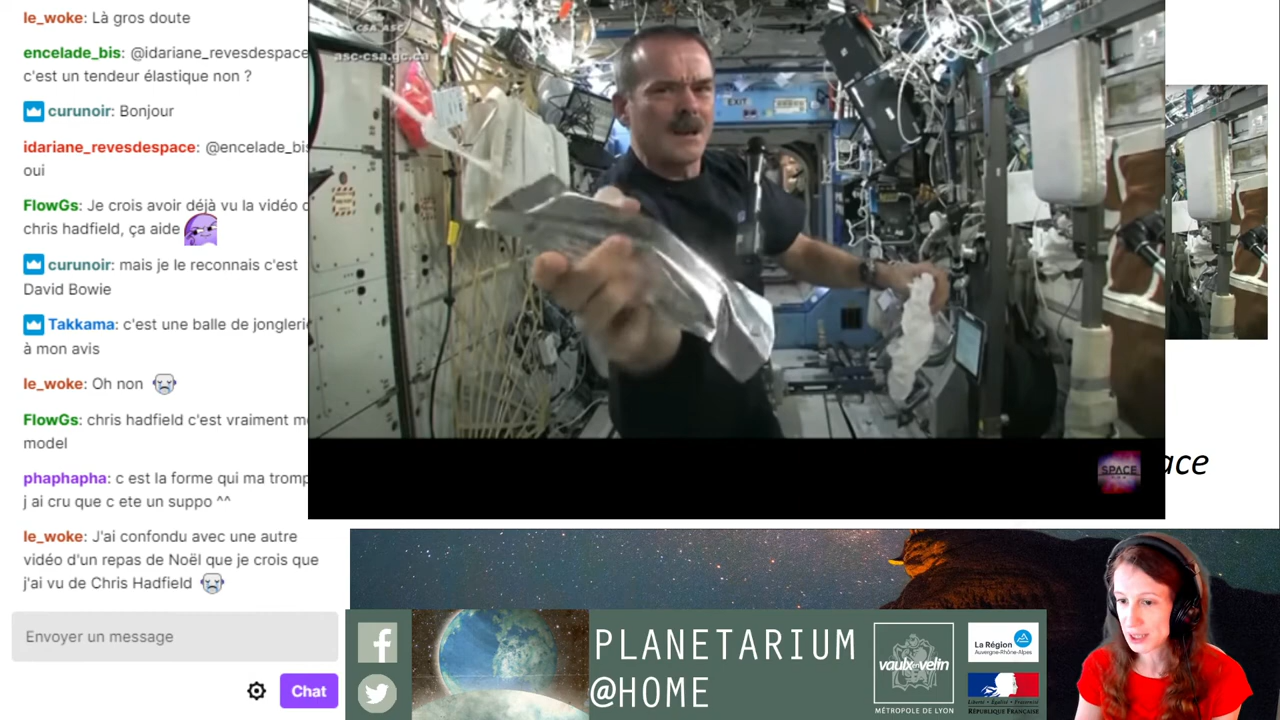 le_woke: Là gros doute
encelade_bis: @idariane_revesdespace
c'est un tendeur élastique non ?
curunoir: Bonjour
idariane_revesdespace: @encelade_bis
oui
FlowGs: Je crois avoir déjà vu la vidéo
chris hadfield, ça aide
curunoir: mais je le reconnais c'est
David Bowie
Takkama: c'est une balle de jonglerie
à mon avis
le_woke: Oh non
FlowGs: chris hadfield c'est vraiment
model
phaphapha: c est la forme qui ma
j ai cru que c ete un suppo ^^
le_woke: J'ai confondu avec une autre
vidéo d'un repas de Noël que je crois que
j'ai vu de Chris Hadfield
Envoyer un message
Chat
CSA ASC
asc-csa.gc.ca
EXIT
SPACE
ace
PLANETARIUM
@HOME
vaulx en velin
MÉTROPOLE DE LYON
La Région
Auvergne-Rhône-Alpes
Liberté • Égalité • Fraternité
RÉPUBLIQUE FRANÇAISE